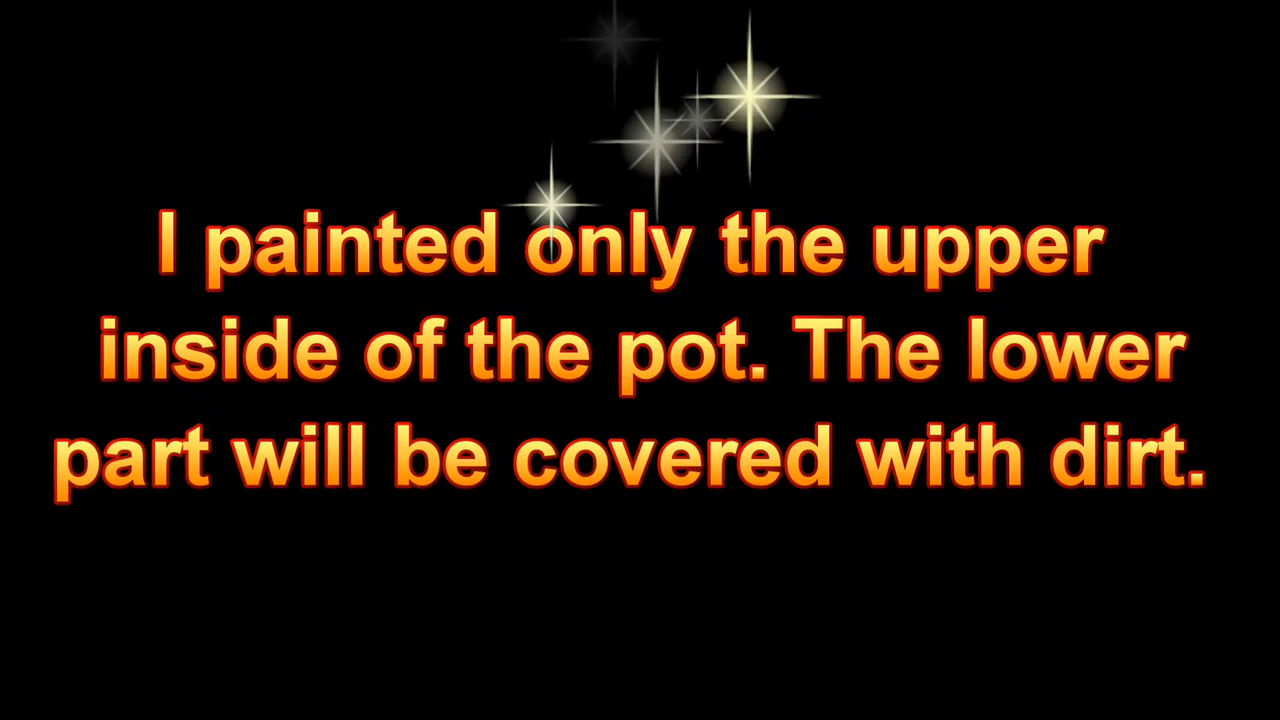 I painted only the upper
inside of the pot. The lower
part will be covered with dirt.